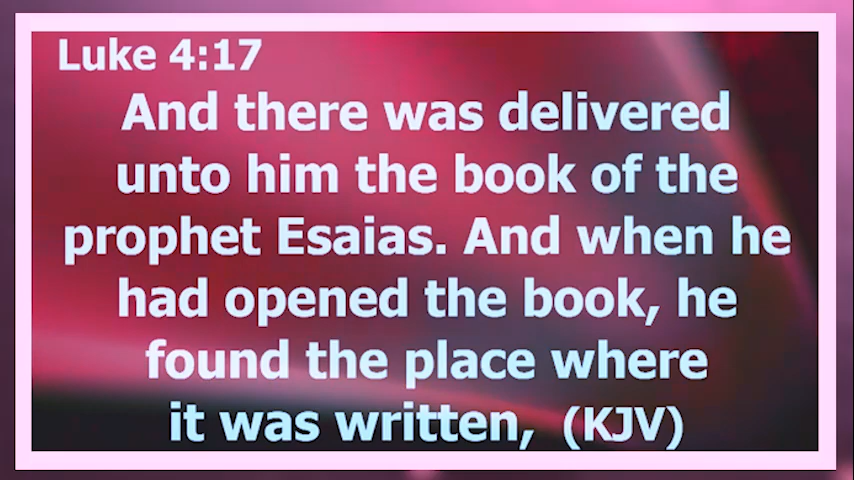 Luke 4:17
And there was delivered
unto him the book of the
prophet Esaias. And when he
had opened the book, he
found the place where
it was written, (KJV)